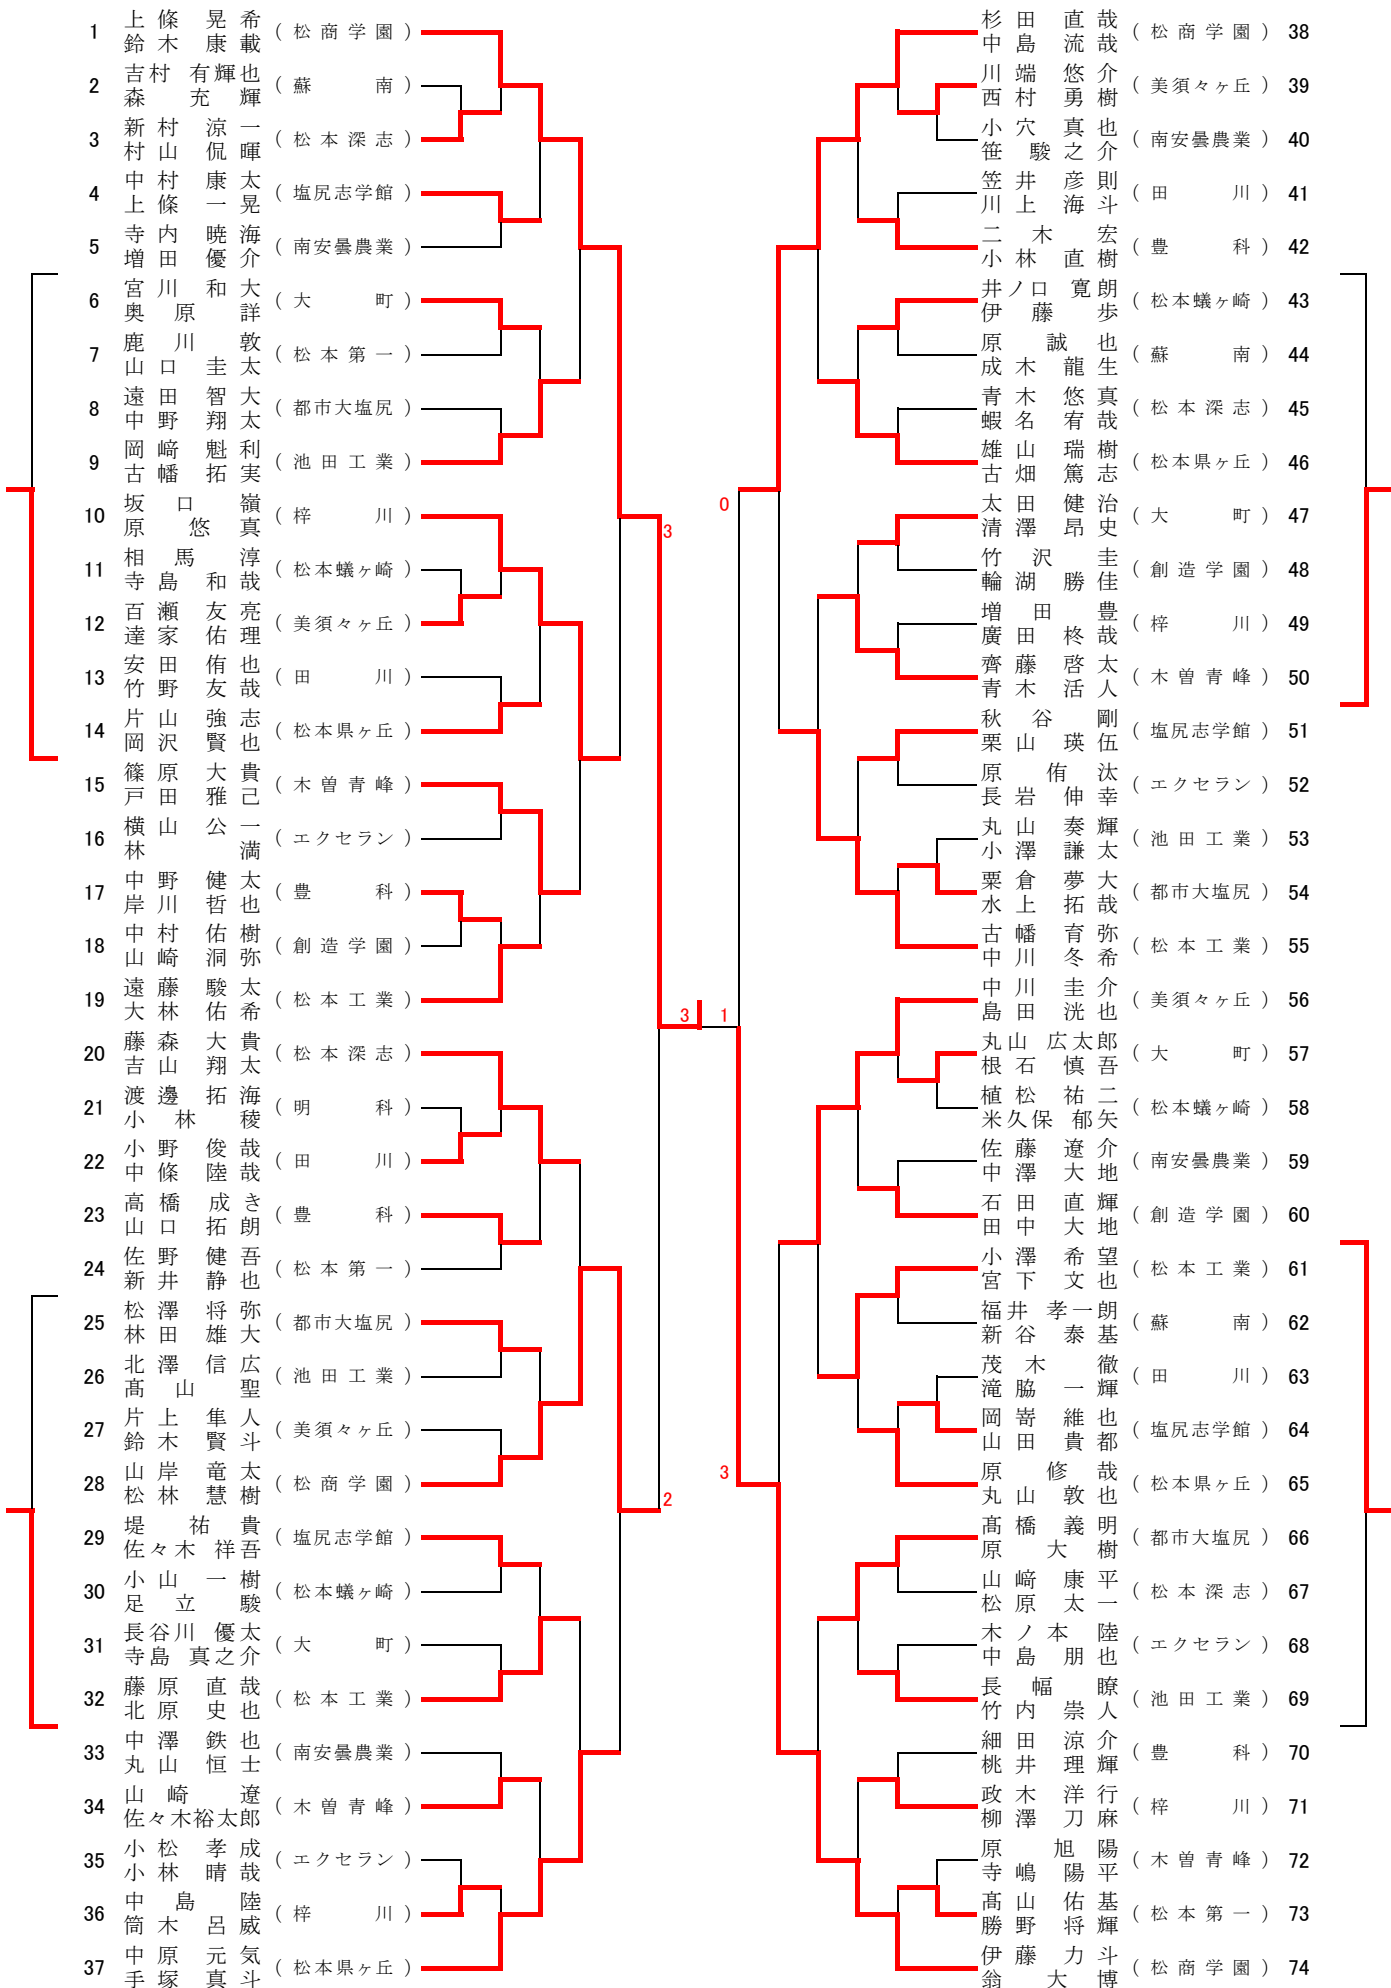 1 上條 晃希 鈴木 康載 (松商学園)
2 吉村 有輝也 森 充輝 (蘇南)
3 新村 涼一 村山 侃暉 (松本深志)
4 中村 康太 上條 一晃 (塩尻志学館)
5 寺内 暁海 増田 優介 (南安曇農業)
6 宮川 和大 奥原 詳 (大町)
7 鹿川 敦 山口 圭太 (松本第一)
8 遠田 智大 中野 翔太 (都市大塩尻)
9 岡﨑 魁利 古幡 拓実 (池田工業)
10 坂口 嶺 原 悠真 (梓川)
11 相馬 淳 寺島 和哉 (松本蟻ヶ崎)
12 百瀬 友亮 達家 佑理 (美須々ヶ丘)
13 安田 侑也 竹野 友哉 (田川)
14 片山 強志 岡沢 賢也 (松本県ヶ丘)
15 篠原 大貴 戸田 雅己 (木曽青峰)
16 横山 公一 林 満 (エクセラン)
17 中野 健太 岸川 哲也 (豊科)
18 中村 佑樹 山崎 洞弥 (創造学園)
19 遠藤 駿太 大林 佑希 (松本工業)
20 藤森 大貴 吉山 翔太 (松本深志)
21 渡邊 拓海 小林 稜 (明科)
22 小野 俊哉 中條 陸哉 (田川)
23 高橋 成き 山口 拓朗 (豊科)
24 佐野 健吾 新井 静也 (松本第一)
25 松澤 将弥 林田 雄大 (都市大塩尻)
26 北澤 信広 髙山 聖 (池田工業)
27 片上 隼人 鈴木 賢斗 (美須々ヶ丘)
28 山岸 竜太 松林 慧樹 (松商学園)
29 堤 祐貴 佐々木 祥吾 (塩尻志学館)
30 小山 一樹 足立 駿 (松本蟻ヶ崎)
31 長谷川 優太 寺島 真之介 (大町)
32 藤原 直哉 北原 史也 (松本工業)
33 中澤 鉄也 丸山 恒士 (南安曇農業)
34 山崎 遼 佐々木裕太郎 (木曽青峰)
35 小松 孝成 小林 晴哉 (エクセラン)
36 中島 陸 筒木 呂威 (梓川)
37 中原 元気 手塚 真斗 (松本県ヶ丘)
3
2
3
1
0
3
杉田 直哉 中島 流哉 (松商学園) 38
川端 悠介 西村 勇樹 (美須々ヶ丘) 39
小穴 真也 笹 駿之介 (南安曇農業) 40
笠井 彦則 川上 海斗 (田川) 41
二木 宏 小林 直樹 (豊科) 42
井ノ口 寛朗 伊藤 歩 (松本蟻ヶ崎) 43
原 誠也 成木 龍生 (蘇南) 44
青木 悠真 蝦名 宥哉 (松本深志) 45
雄山 瑞樹 古畑 篤志 (松本県ヶ丘) 46
太田 健治 清澤 昂史 (大町) 47
竹沢 圭 輪湖 勝佳 (創造学園) 48
増田 豊 廣田 柊哉 (梓川) 49
齊藤 啓太 青木 活人 (木曽青峰) 50
秋谷 剛 栗山 瑛伍 (塩尻志学館) 51
原 侑汰 長岩 伸幸 (エクセラン) 52
丸山 奏輝 小澤 謙太 (池田工業) 53
粟倉 夢大 水上 拓哉 (都市大塩尻) 54
古幡 育弥 中川 冬希 (松本工業) 55
中川 圭介 島田 洸也 (美須々ヶ丘) 56
丸山 広太郎 根石 慎吾 (大町) 57
植松 祐二 米久保 郁矢 (松本蟻ヶ崎) 58
佐藤 遼介 中澤 大地 (南安曇農業) 59
石田 直輝 田中 大地 (創造学園) 60
小澤 希望 宮下 文也 (松本工業) 61
福井 孝一朗 新谷 泰基 (蘇南) 62
茂木 徹 滝脇 一輝 (田川) 63
岡嵜 維也 山田 貴都 (塩尻志学館) 64
原 修哉 丸山 敦也 (松本県ヶ丘) 65
髙橋 義明 原 大樹 (都市大塩尻) 66
山﨑 康平 松原 太一 (松本深志) 67
木ノ本 陸 中島 朋也 (エクセラン) 68
長幅 瞭 竹内 崇人 (池田工業) 69
細田 涼介 桃井 理輝 (豊科) 70
政木 洋行 柳澤 刀麻 (梓川) 71
原 旭陽 寺嶋 陽平 (木曽青峰) 72
髙山 佑基 勝野 将輝 (松本第一) 73
伊藤 力斗 翁 大博 (松商学園) 74